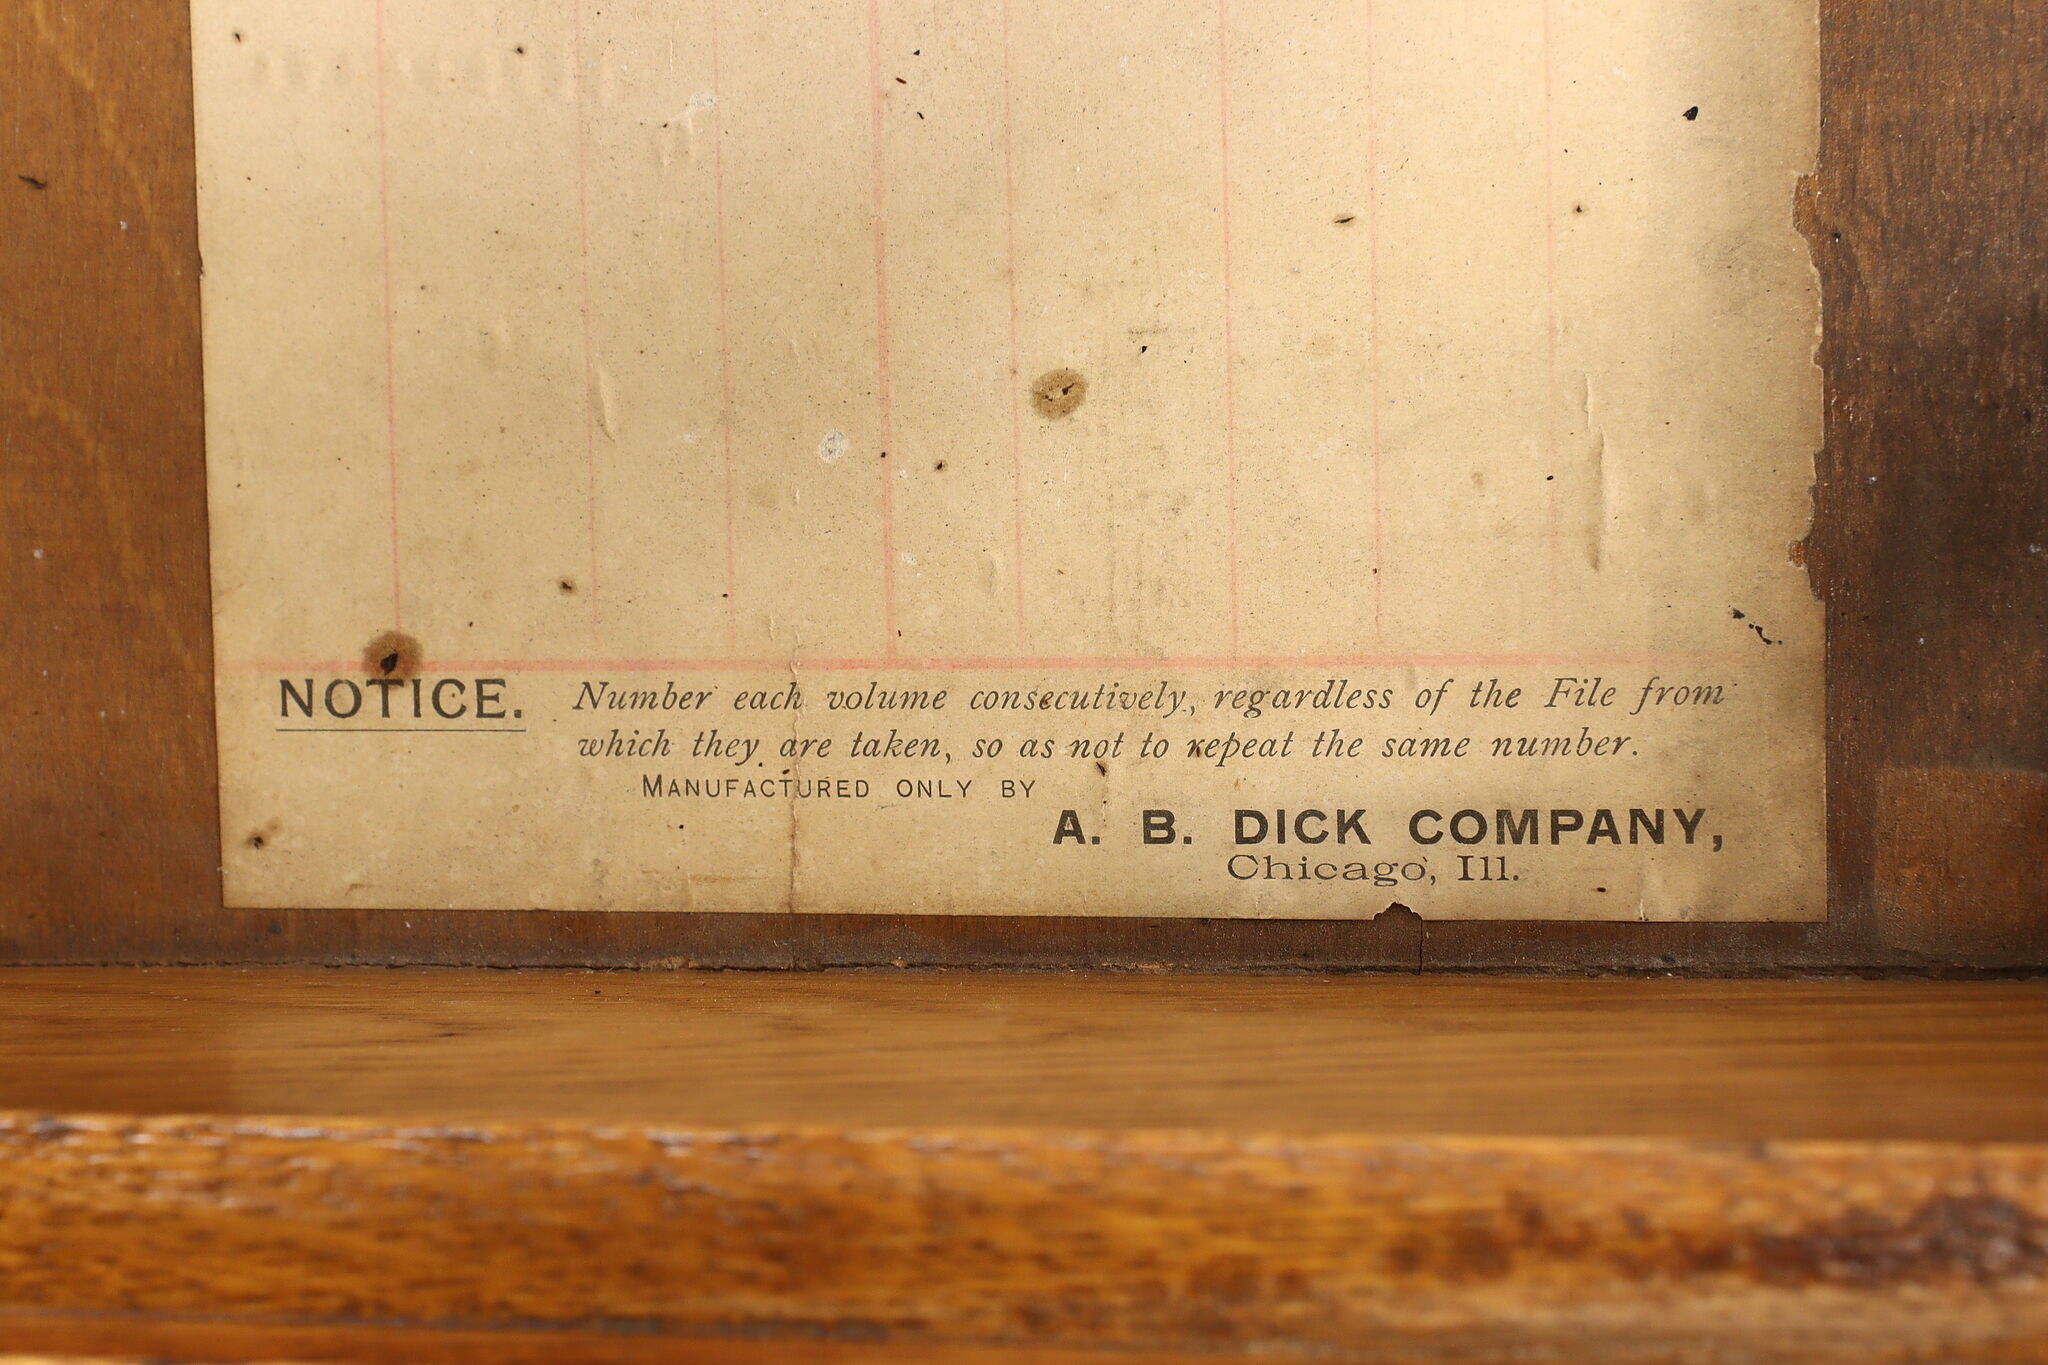 NOTICE. Number each volume consecutively, regardless of the File from
which they are taken, so as not to repeat the same number.
MANUFACTURED ONLY BY
A. B. DICK COMPANY,
Chicago, Ill.